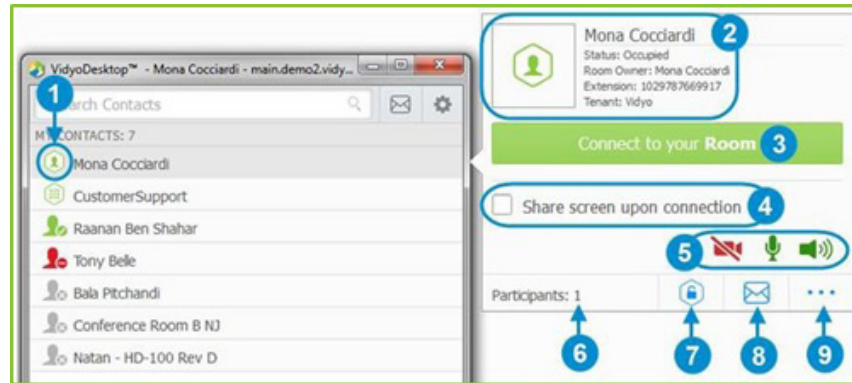 VidyoDesktop™ - Mona Cocciardi - main.demo2.vidy...
1
Search Contacts
MY CONTACTS: 7
Mona Cocciardi
CustomerSupport
Raanan Ben Shahar
Tony Belle
Bala Pitchandi
Conference Room B NJ
Natan - HD-100 Rev D
Mona Cocciardi
2
Status: Occupied
Room Owner: Mona Cocciardi
Extension: 1029787669917
Tenant: Vidyo
Connect to your Room 3
Share screen upon connection 4
5
Participants: 1
6 7 8 9